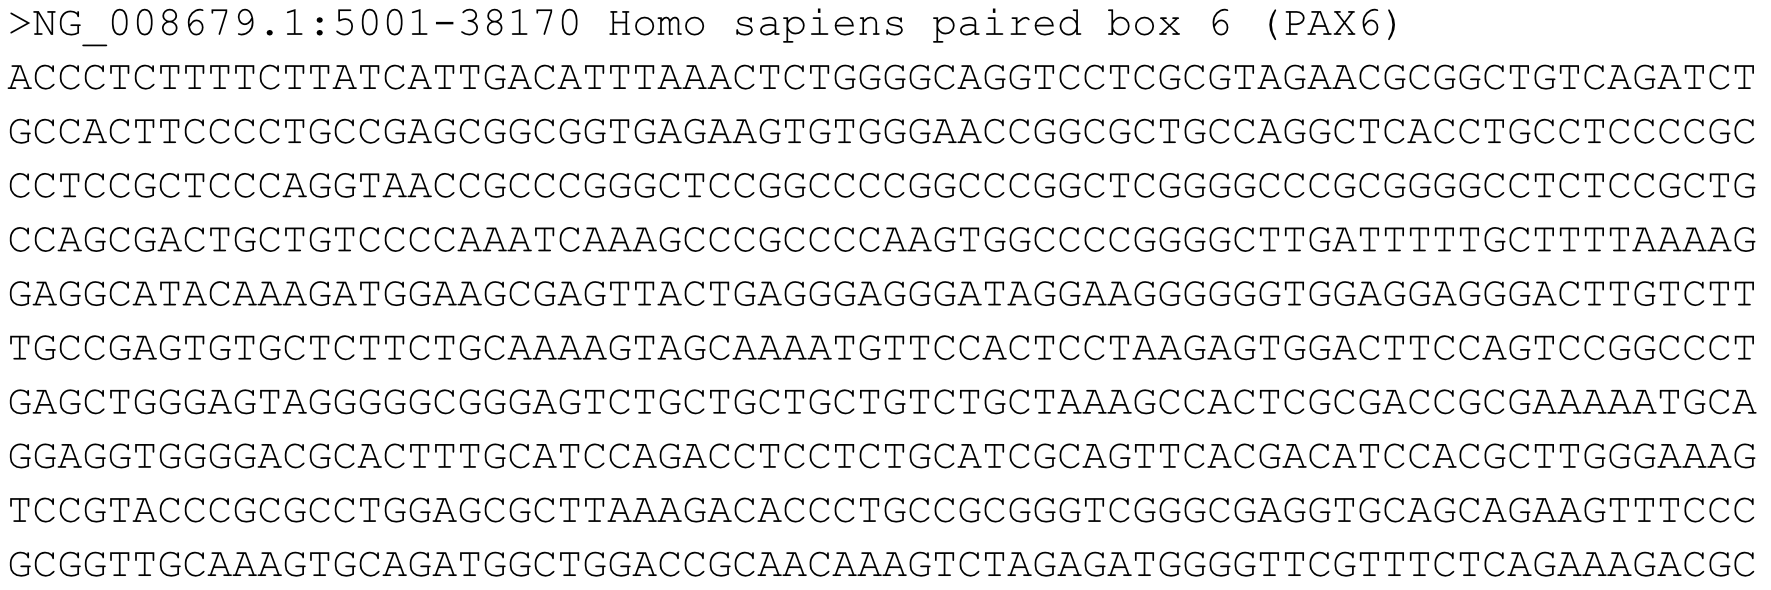 >NG_008679.1:5001-38170 Homo sapiens paired box 6 (PAX6)
ACCCTCTTTTCTTATCATTGACATTTAAACTCTGGGGCAGGTCCTCGCGTAGAACGCGGCTGTCAGATCT
GCCACTTCCCCTGCCGAGCGGCGGTGAGAAGTGTGGGAACCGGCGCTGCCAGGCTCACCTGCCTCCCCGC
CCTCCGCTCCCAGGTAACCGCCCGGGCTCCGGCCCCGGCCCGGCTCGGGGCCCGCGGGGCCTCTCCGCTG
CCAGCGACTGCTGTCCCCAAATCAAAGCCCGCCCCAAGTGGCCCCGGGGCTTGATTTTTGCTTTTAAAAG
GAGGCATACAAAGATGGAAGCGAGTTACTGAGGGAGGGATAGGAAGGGGGGTGGAGGAGGGACTTGTCTT
TGCCGAGTGTGCTCTTCTGCAAAAGTAGCAAAATGTTCCACTCCTAAGAGTGGACTTCCAGTCCGGCCCT
GAGCTGGGAGTAGGGGGCGGGAGTCTGCTGCTGCTGTCTGCTAAAGCCACTCGCGACCGCGAAAAATGCA
GGAGGTGGGGACGCACTTTGCATCCAGACCTCCTCTGCATCGCAGTTCACGACATCCACGCTTGGGAAAG
TCCGTACCCGCGCCTGGAGCGCTTAAAGACACCCTGCCGCGGGTCGGGCGAGGTGCAGCAGAAGTTTCCC
GCGGTTGCAAAGTGCAGATGGCTGGACCGCAACAAAGTCTAGAGATGGGGTTCGTTTCTCAGAAAGACGC